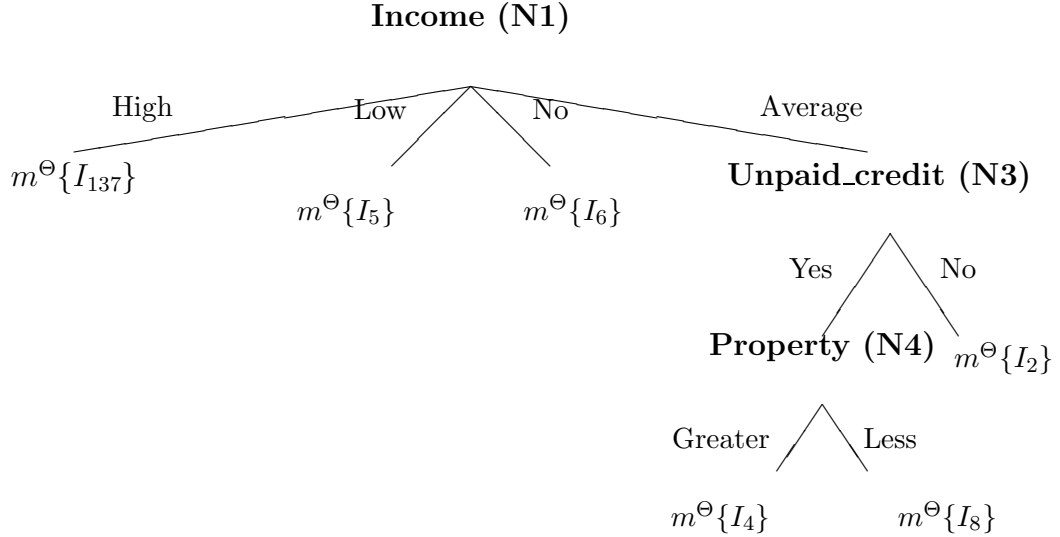 Income (N1)
High Low No Average
m^Θ{I_137}
Unpaid_credit (N3)
m^Θ{I_5} m^Θ{I_6}
Yes No
Property (N4) m^Θ{I_2}
Greater Less
m^Θ{I_4} m^Θ{I_8}